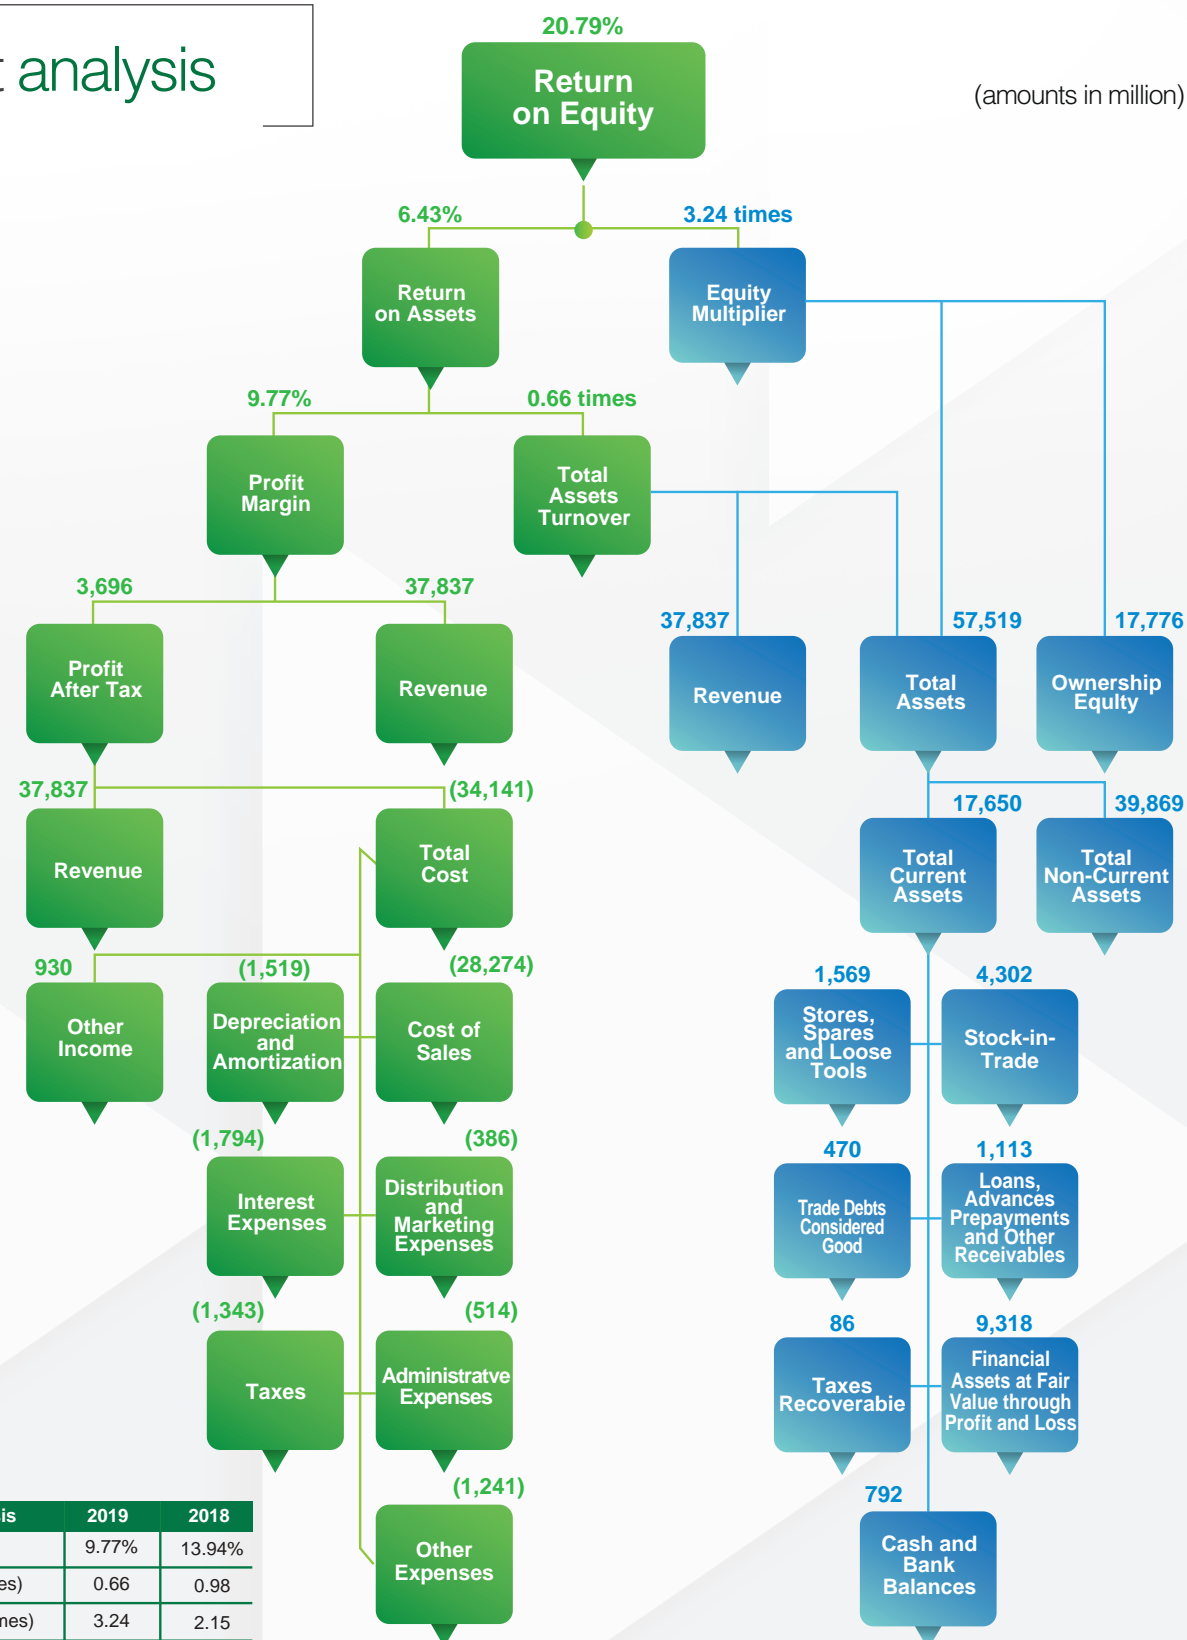 analysis
(amounts in million)
20.79%
Return
on Equity
6.43%
3.24 times
Return
on Assets
Equity
Multiplier
9.77%
0.66 times
Profit
Margin
Total
Assets
Turnover
3,696
37,837
37,837
57,519
17,776
Profit
After Tax
Revenue
Revenue
Total
Assets
Ownership
Equlty
37,837
(34,141)
17,650
39,869
Revenue
Total
Cost
Total
Current
Assets
Total
Non-Current
Assets
930
(1,519)
(28,274)
1,569
4,302
Other
Income
Depreciation
and
Amortization
Cost of
Sales
Stores,
Spares
and Loose
Tools
Stock-in-
Trade
(1,794)
(386)
470
1,113
Interest
Expenses
Distribution
and
Marketing
Expenses
Trade Debts
Considered
Good
Loans,
Advances
Prepayments
and Other
Receivables
(1,343)
(514)
86
9,318
Taxes
Administratve
Expenses
Taxes
Recoverabie
Financial
Assets at Fair
Value through
Profit and Loss
(1,241)
792
Other
Expenses
Cash and
Bank
Balances
2019 2018
9.77% 13.94%
0.66 0.98
3.24 2.15